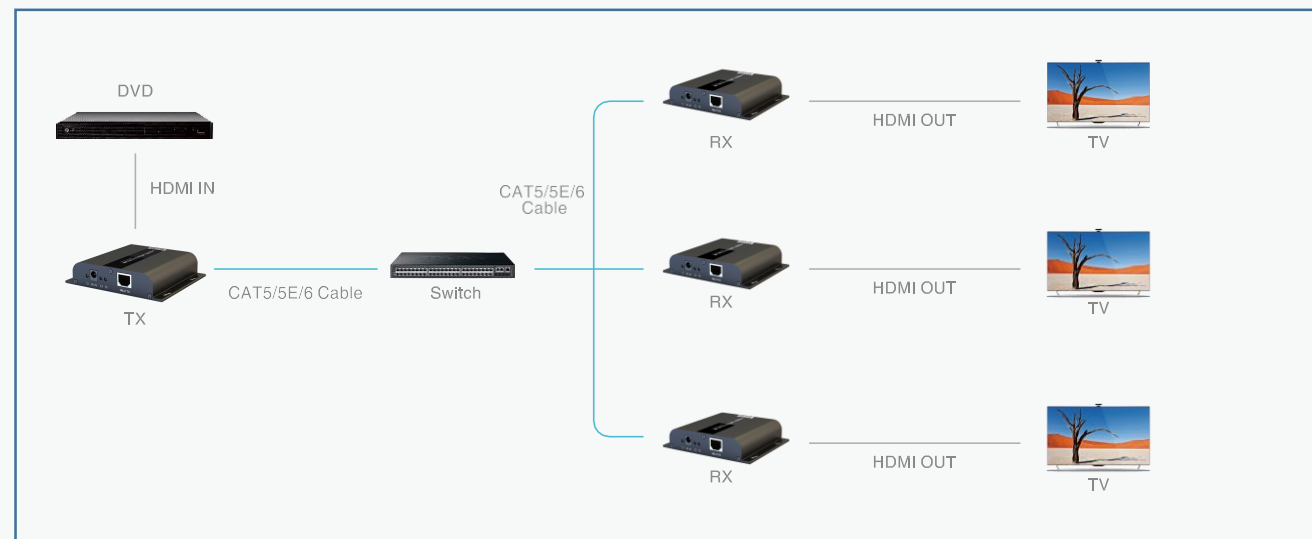 DVD
HDMI IN
TX
CAT5/5E/6 Cable
Switch
CAT5/5E/6
Cable
RX
HDMI OUT
TV
RX
HDMI OUT
TV
RX
HDMI OUT
TV